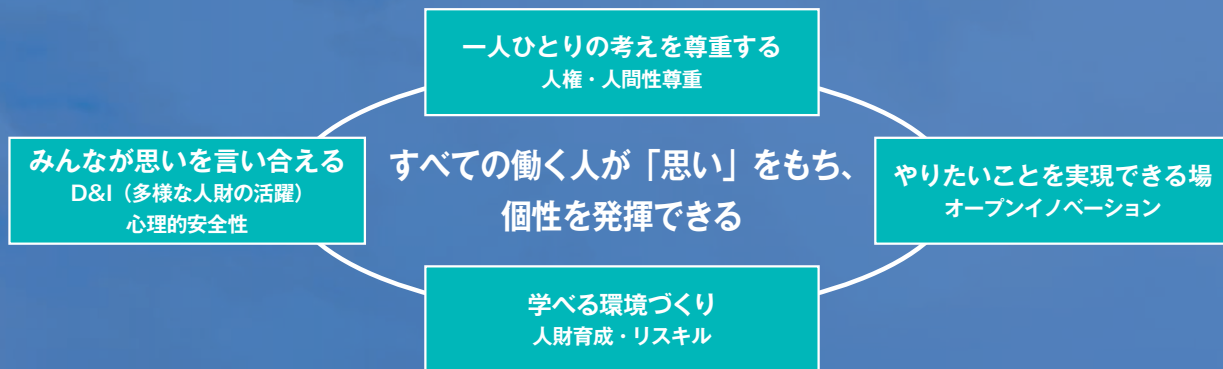 一人ひとりの考えを尊重する
人権・人間性尊重
みんなが思いを言い合える
D&I（多様な人財の活躍）
心理的安全性
すべての働く人が「思い」をもち、
個性を発揮できる
やりたいことを実現できる場
オープンイノベーション
学べる環境づくり
人財育成・リスキル